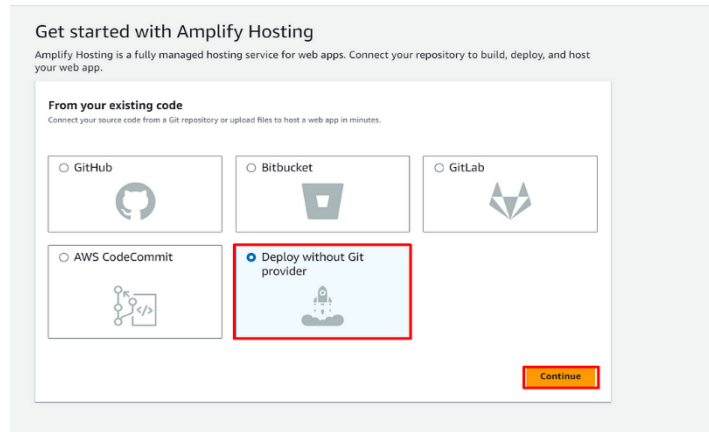 Get started with Amplify Hosting
Amplify Hosting is a fully managed hosting service for web apps. Connect your repository to build, deploy, and host
your web app.
From your existing code
Connect your source code from a Git repository or upload files to host a web app in minutes.
GitHub
Bitbucket
GitLab
AWS CodeCommit
Deploy without Git
provider
Continue